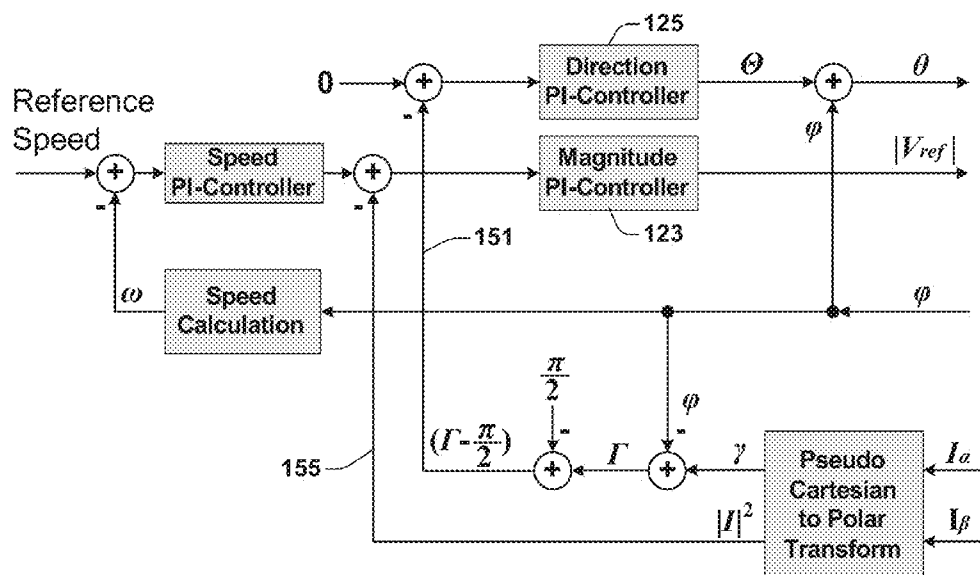 125
0
+
-
Direction
PI-Controller
Θ
+
θ
φ
Reference
Speed
+
-
Speed
PI-Controller
+
-
Magnitude
PI-Controller
|Vref|
123
151
ω
Speed
Calculation
φ
π/2
-
φ
-
(Γ-π/2)
+
Γ
+
γ
155
|I|²
Pseudo
Cartesian
to Polar
Transform
Iα
Iβ